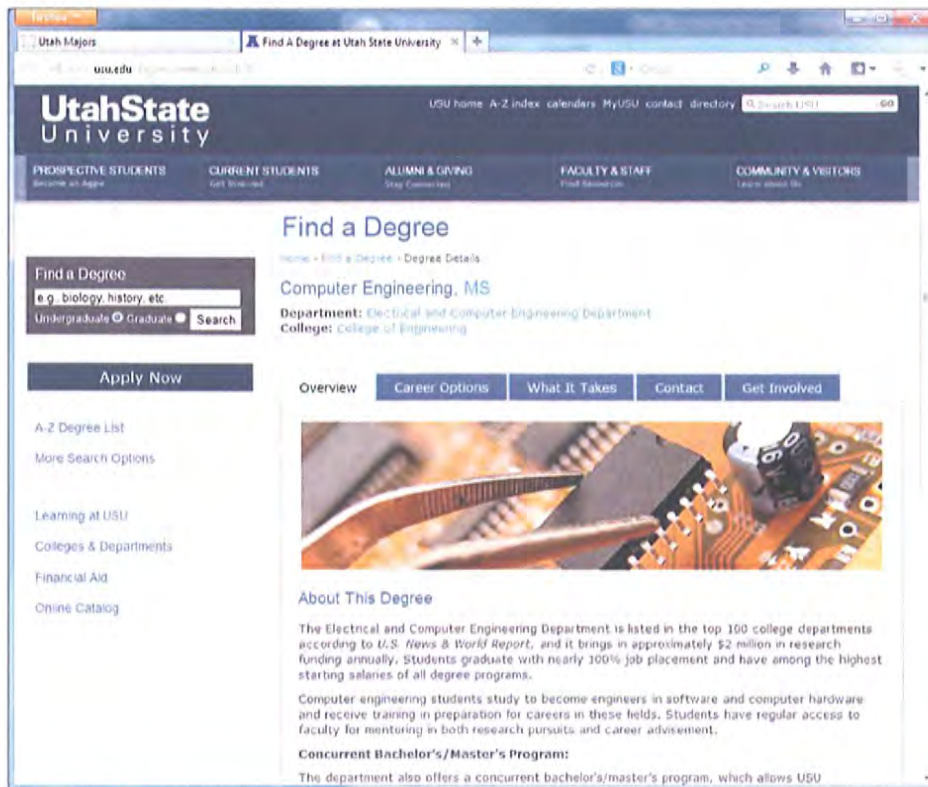 Firefox
Utah Majors
Find A Degree at Utah State University
usu.edu
UtahState
University
USU home A-Z index calendars MyUSU contact directory
Search USU
GO
PROSPECTIVE STUDENTS
Become an Aggie
CURRENT STUDENTS
Get Involved
ALUMNI & GIVING
Stay Connected
FACULTY & STAFF
Find Resources
COMMUNITY & VISITORS
Learn about Us
Find a Degree
Home › Find a Degree › Degree Details
Computer Engineering, MS
Department: Electrical and Computer Engineering Department
College: College of Engineering
Find a Degree
e.g., biology, history, etc.
Undergraduate Graduate Search
Apply Now
A-Z Degree List
More Search Options
Learning at USU
Colleges & Departments
Financial Aid
Online Catalog
Overview
Career Options
What It Takes
Contact
Get Involved
16V
About This Degree
The Electrical and Computer Engineering Department is listed in the top 100 college departments
according to U.S. News & World Report, and it brings in approximately $2 million in research
funding annually. Students graduate with nearly 100% job placement and have among the highest
starting salaries of all degree programs.
Computer engineering students study to become engineers in software and computer hardware
and receive training in preparation for careers in these fields. Students have regular access to
faculty for mentoring in both research pursuits and career advisement.
Concurrent Bachelor's/Master's Program:
The department also offers a concurrent bachelor's/master's program, which allows USU